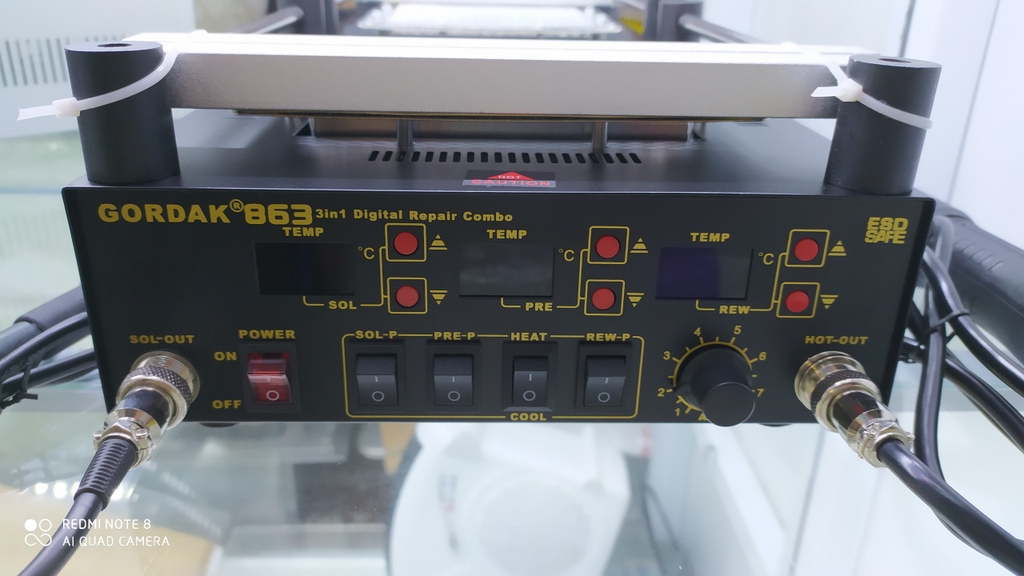 HOT
CAUTION
GORDAK® 863 3in1 Digital Repair Combo
ESD
SAFE
TEMP
TEMP
TEMP
°C
°C
°C
SOL
PRE
REW
SOL-OUT
POWER
SOL-P
PRE-P
HEAT
REW-P
HOT-OUT
ON
OFF
COOL
1
2
3
4
5
6
7
REDMI NOTE 8
AI QUAD CAMERA